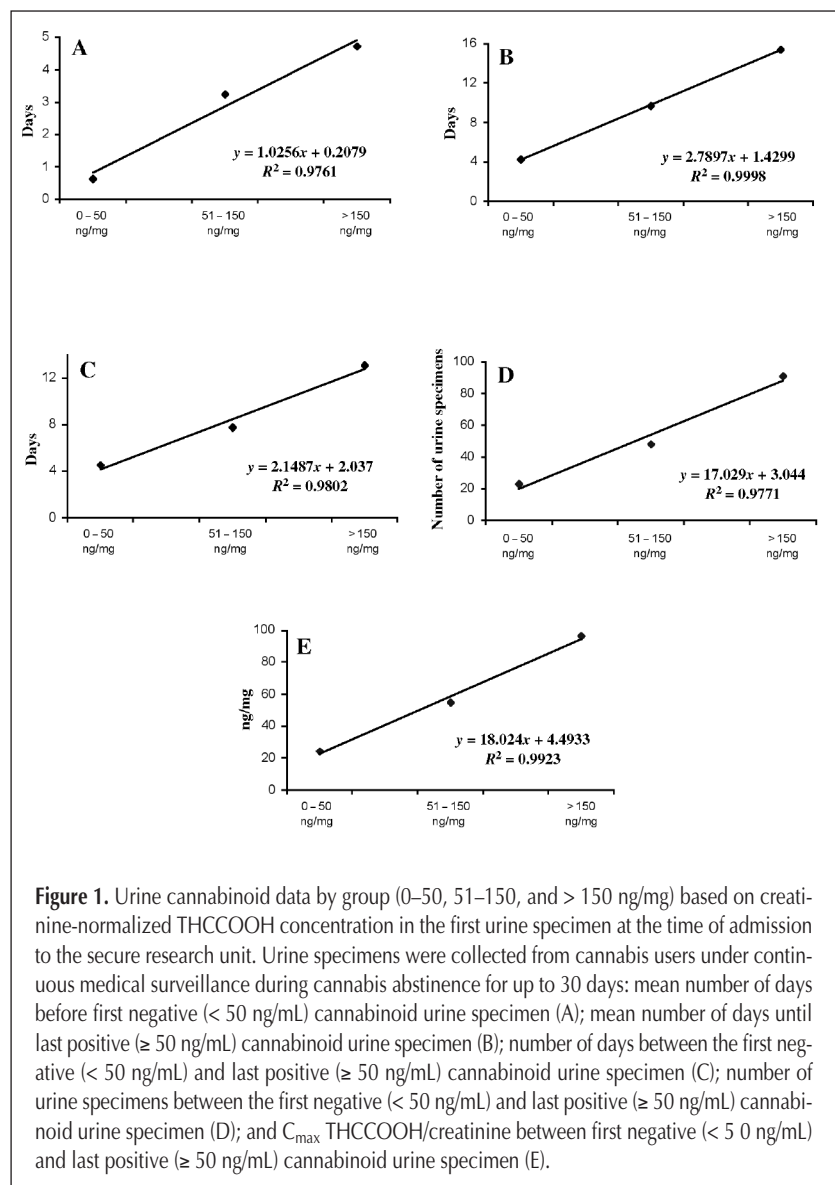 A
5
4
3
2
1
0
Days
y = 1.0256x + 0.2079
R² = 0.9761
0 – 50
ng/mg
51 – 150
ng/mg
> 150
ng/mg
B
16
12
8
4
0
Days
y = 2.7897x + 1.4299
R² = 0.9998
0 – 50
ng/mg
51 – 150
ng/mg
> 150
ng/mg
C
12
8
4
0
Days
y = 2.1487x + 2.037
R² = 0.9802
0 – 50
ng/mg
51 – 150
ng/mg
> 150
ng/mg
D
100
80
60
40
20
0
Number of urine specimens
y = 17.029x + 3.044
R² = 0.9771
0 – 50
ng/mg
51 – 150
ng/mg
> 150
ng/mg
E
100
80
60
40
20
0
ng/mg
y = 18.024x + 4.4933
R² = 0.9923
0 – 50
ng/mg
51 – 150
ng/mg
> 150
ng/mg
Figure 1. Urine cannabinoid data by group (0–50, 51–150, and > 150 ng/mg) based on creati-
nine-normalized THCCOOH concentration in the first urine specimen at the time of admission
to the secure research unit. Urine specimens were collected from cannabis users under contin-
uous medical surveillance during cannabis abstinence for up to 30 days: mean number of days
before first negative (< 50 ng/mL) cannabinoid urine specimen (A); mean number of days until
last positive (≥ 50 ng/mL) cannabinoid urine specimen (B); number of days between the first neg-
ative (< 50 ng/mL) and last positive (≥ 50 ng/mL) cannabinoid urine specimen (C); number of
urine specimens between the first negative (< 50 ng/mL) and last positive (≥ 50 ng/mL) cannabi-
noid urine specimen (D); and Cmax THCCOOH/creatinine between first negative (< 5 0 ng/mL)
and last positive (≥ 50 ng/mL) cannabinoid urine specimen (E).